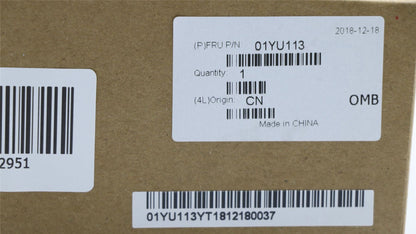 2018-12-18
(P)FRU P/N 01YU113
Quantity: 1
(4L)Origin: CN OMB
Made in CHINA
2951
01YU113YT1812180037